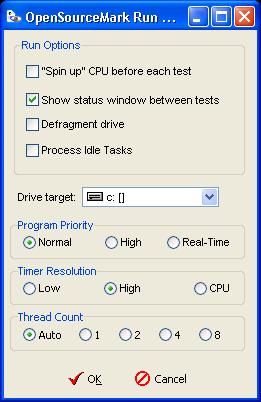 OpenSourceMark Run ...
Run Options
"Spin up" CPU before each test
Show status window between tests
Defragment drive
Process Idle Tasks
Drive target: c: []
Program Priority
Normal High Real-Time
Timer Resolution
Low High CPU
Thread Count
Auto 1 2 4 8
OK Cancel